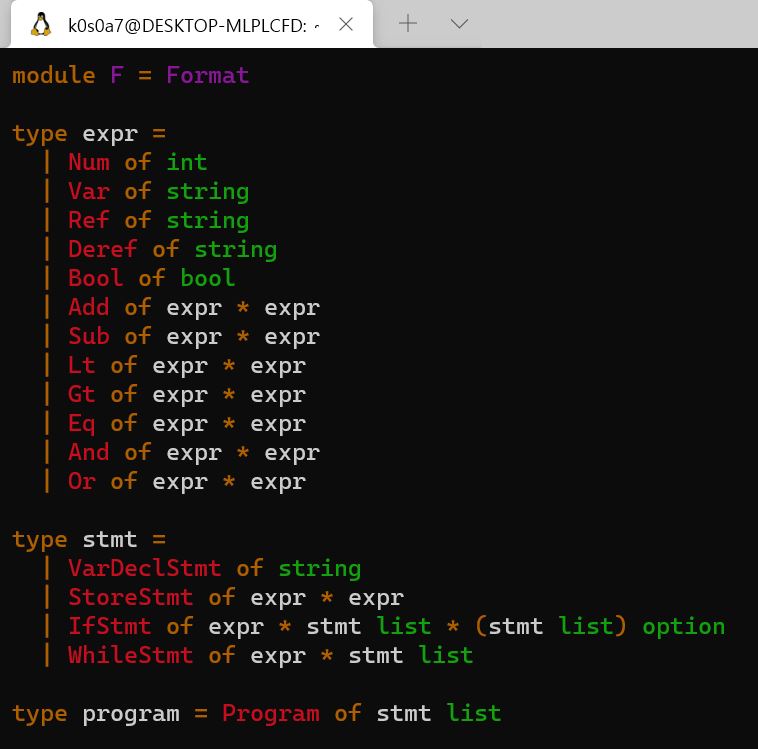 k0s0a7@DESKTOP-MLPLCFD: ~
module F = Format
type expr =
  | Num of int
  | Var of string
  | Ref of string
  | Deref of string
  | Bool of bool
  | Add of expr * expr
  | Sub of expr * expr
  | Lt of expr * expr
  | Gt of expr * expr
  | Eq of expr * expr
  | And of expr * expr
  | Or of expr * expr
type stmt =
  | VarDeclStmt of string
  | StoreStmt of expr * expr
  | IfStmt of expr * stmt list * (stmt list) option
  | WhileStmt of expr * stmt list
type program = Program of stmt list